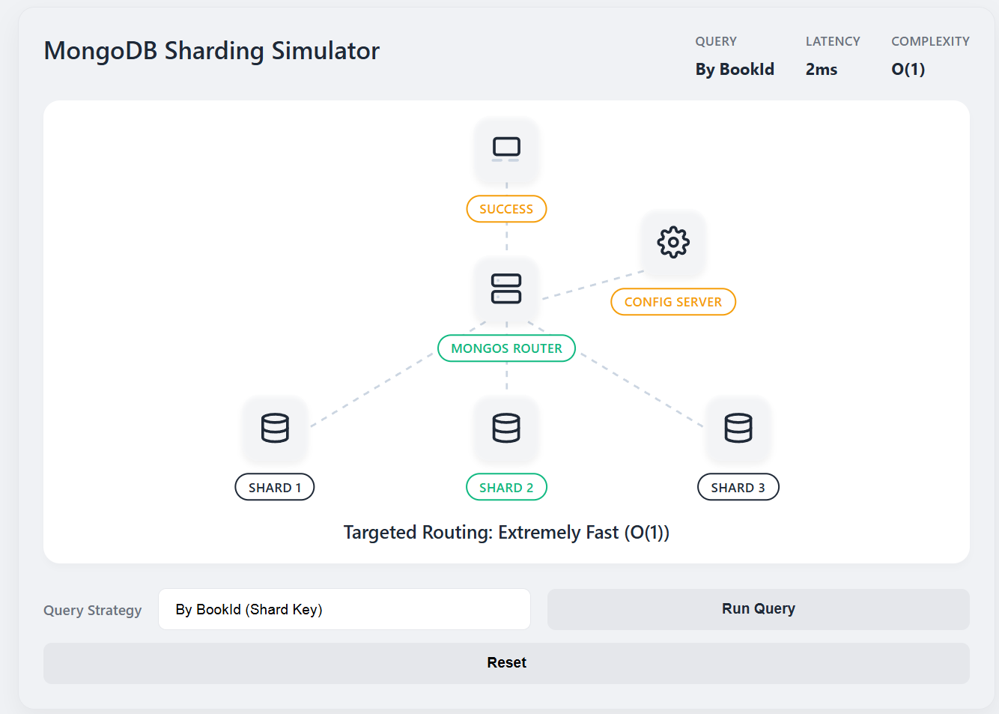 MongoDB Sharding Simulator
QUERY
By BookId
LATENCY
2ms
COMPLEXITY
O(1)
SUCCESS
CONFIG SERVER
MONGOS ROUTER
SHARD 1
SHARD 2
SHARD 3
Targeted Routing: Extremely Fast (O(1))
Query Strategy
By BookId (Shard Key)
Run Query
Reset